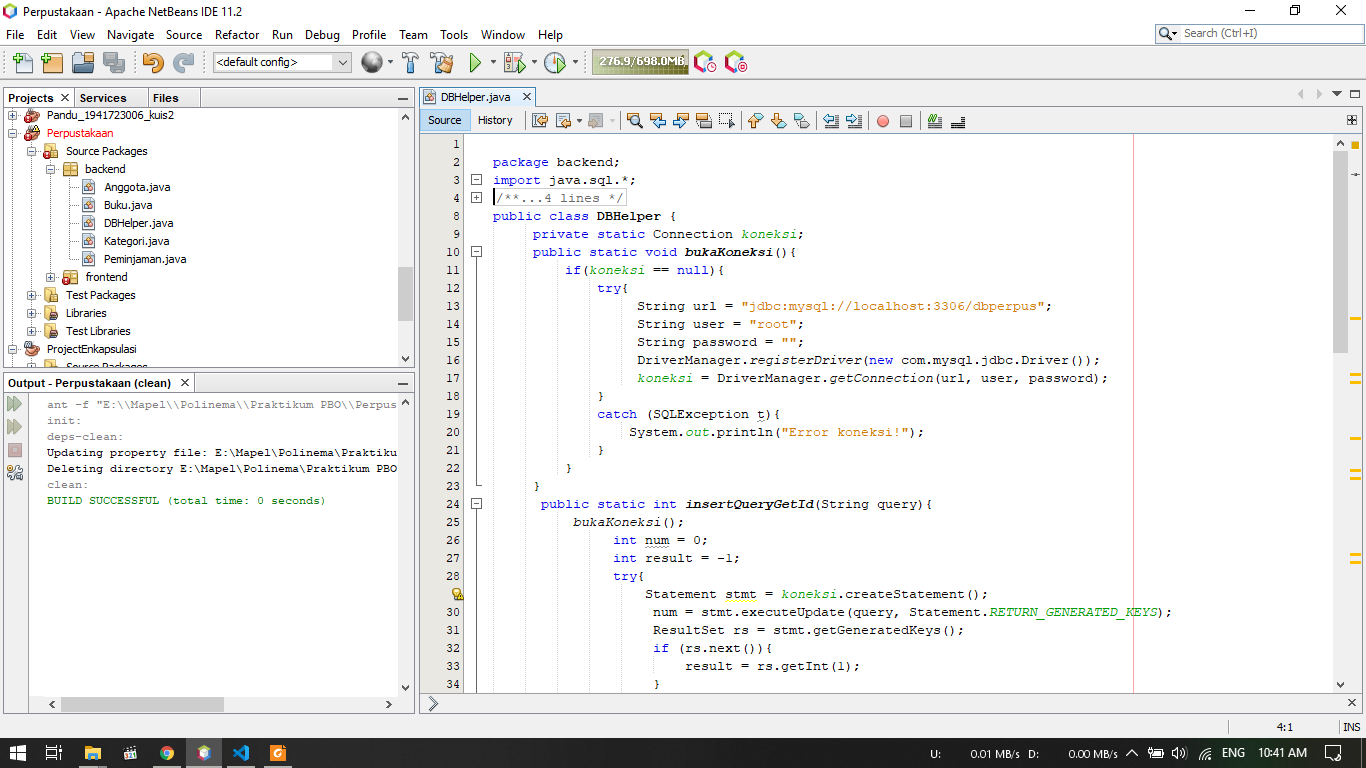 Perpustakaan - Apache NetBeans IDE 11.2
File Edit View Navigate Source Refactor Run Debug Profile Team Tools Window Help
Search (Ctrl+I)
<default config>
276.9/698.0MB
Projects Services Files
Pandu_1941723006_kuis2
Perpustakaan
Source Packages
backend
Anggota.java
Buku.java
DBHelper.java
Kategori.java
Peminjaman.java
frontend
Test Packages
Libraries
Test Libraries
ProjectEnkapsulasi
Source Packages
Output - Perpustakaan (clean)
ant -f "E:\\Mapel\\Polinema\\Praktikum PBO\\Perpus
init:
deps-clean:
Updating property file: E:\Mapel\Polinema\Praktiku
Deleting directory E:\Mapel\Polinema\Praktikum PBO
clean:
BUILD SUCCESSFUL (total time: 0 seconds)
DBHelper.java
Source History
1
2 package backend;
3 import java.sql.*;
4 /**...4 lines */
8 public class DBHelper {
9 private static Connection koneksi;
10 public static void bukaKoneksi(){
11 if(koneksi == null){
12 try{
13 String url = "jdbc:mysql://localhost:3306/dbperpus";
14 String user = "root";
15 String password = "";
16 DriverManager.registerDriver(new com.mysql.jdbc.Driver());
17 koneksi = DriverManager.getConnection(url, user, password);
18 }
19 catch (SQLException t){
20 System.out.println("Error koneksi!");
21 }
22 }
23 }
24 public static int insertQueryGetId(String query){
25 bukaKoneksi();
26 int num = 0;
27 int result = -1;
28 try{
Statement stmt = koneksi.createStatement();
30 num = stmt.executeUpdate(query, Statement.RETURN_GENERATED_KEYS);
31 ResultSet rs = stmt.getGeneratedKeys();
32 if (rs.next()){
33 result = rs.getInt(1);
34 }
4:1 INS
U: 0.01 MB/s D: 0.00 MB/s ENG 10:41 AM